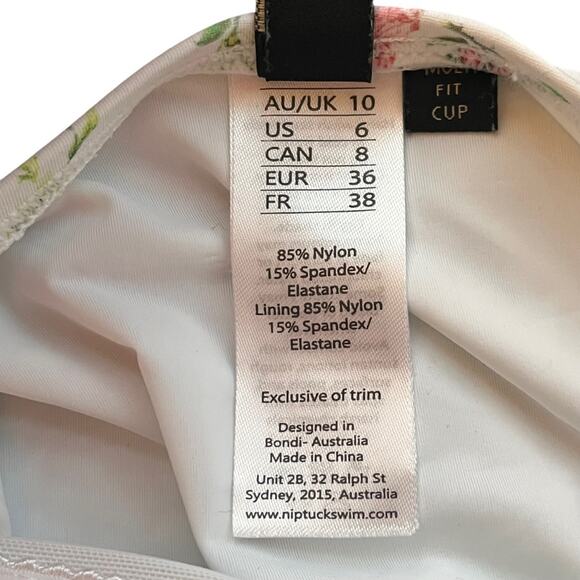 AU/UK 10
US 6
CAN 8
EUR 36
FR 38
85% Nylon
15% Spandex/
Elastane
Lining 85% Nylon
15% Spandex/
Elastane
Exclusive of trim
Designed in
Bondi- Australia
Made in China
Unit 2B, 32 Ralph St
Sydney, 2015, Australia
www.niptuckswim.com
FIT
CUP